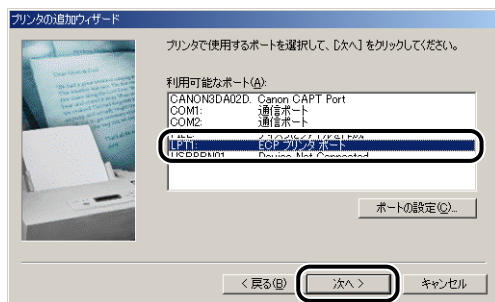 プリンタの追加ウィザード
プリンタで使用するポートを選択して、[次へ] をクリックしてください。
利用可能なポート(A):
CANON3DA02D. Canon CAPT Port
COM1: 通信ポート
COM2: 通信ポート
LPT1: ECP プリンタ ポート
ポートの設定(C)...
< 戻る(B)
次へ >
キャンセル